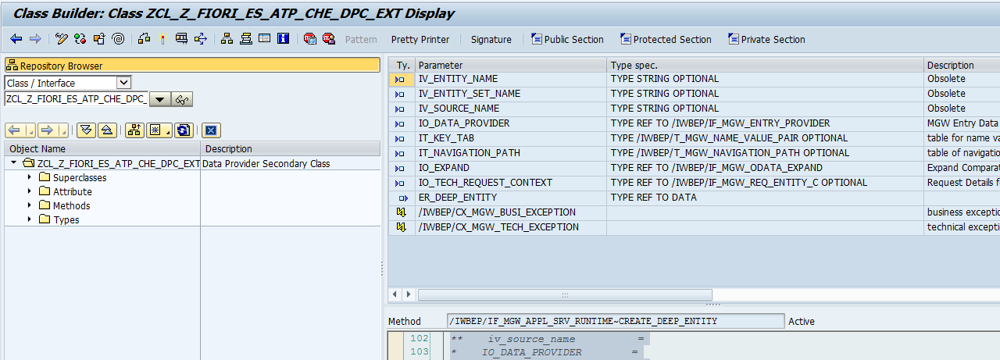 Class Builder: Class ZCL_Z_FIORI_ES_ATP_CHE_DPC_EXT Display
Pattern Pretty Printer Signature Public Section Protected Section Private Section
Repository Browser
Class / Interface
ZCL_Z_FIORI_ES_ATP_CHE_DPC_
Object Name Description
ZCL_Z_FIORI_ES_ATP_CHE_DPC_EXT Data Provider Secondary Class
Superclasses
Attribute
Methods
Types
Ty. Parameter Type spec. Description
IV_ENTITY_NAME TYPE STRING OPTIONAL Obsolete
IV_ENTITY_SET_NAME TYPE STRING OPTIONAL Obsolete
IV_SOURCE_NAME TYPE STRING OPTIONAL Obsolete
IO_DATA_PROVIDER TYPE REF TO /IWBEP/IF_MGW_ENTRY_PROVIDER MGW Entry Data
IT_KEY_TAB TYPE /IWBEP/T_MGW_NAME_VALUE_PAIR OPTIONAL table for name va
IT_NAVIGATION_PATH TYPE /IWBEP/T_MGW_NAVIGATION_PATH OPTIONAL table of navigation
IO_EXPAND TYPE REF TO /IWBEP/IF_MGW_ODATA_EXPAND Expand Comparat
IO_TECH_REQUEST_CONTEXT TYPE REF TO /IWBEP/IF_MGW_REQ_ENTITY_C OPTIONAL Request Details f
ER_DEEP_ENTITY TYPE REF TO DATA
/IWBEP/CX_MGW_BUSI_EXCEPTION business exceptio
/IWBEP/CX_MGW_TECH_EXCEPTION technical exceptio
Method /IWBEP/IF_MGW_APPL_SRV_RUNTIME~CREATE_DEEP_ENTITY Active
102 ** iv_source_name =
103 * IO_DATA_PROVIDER =